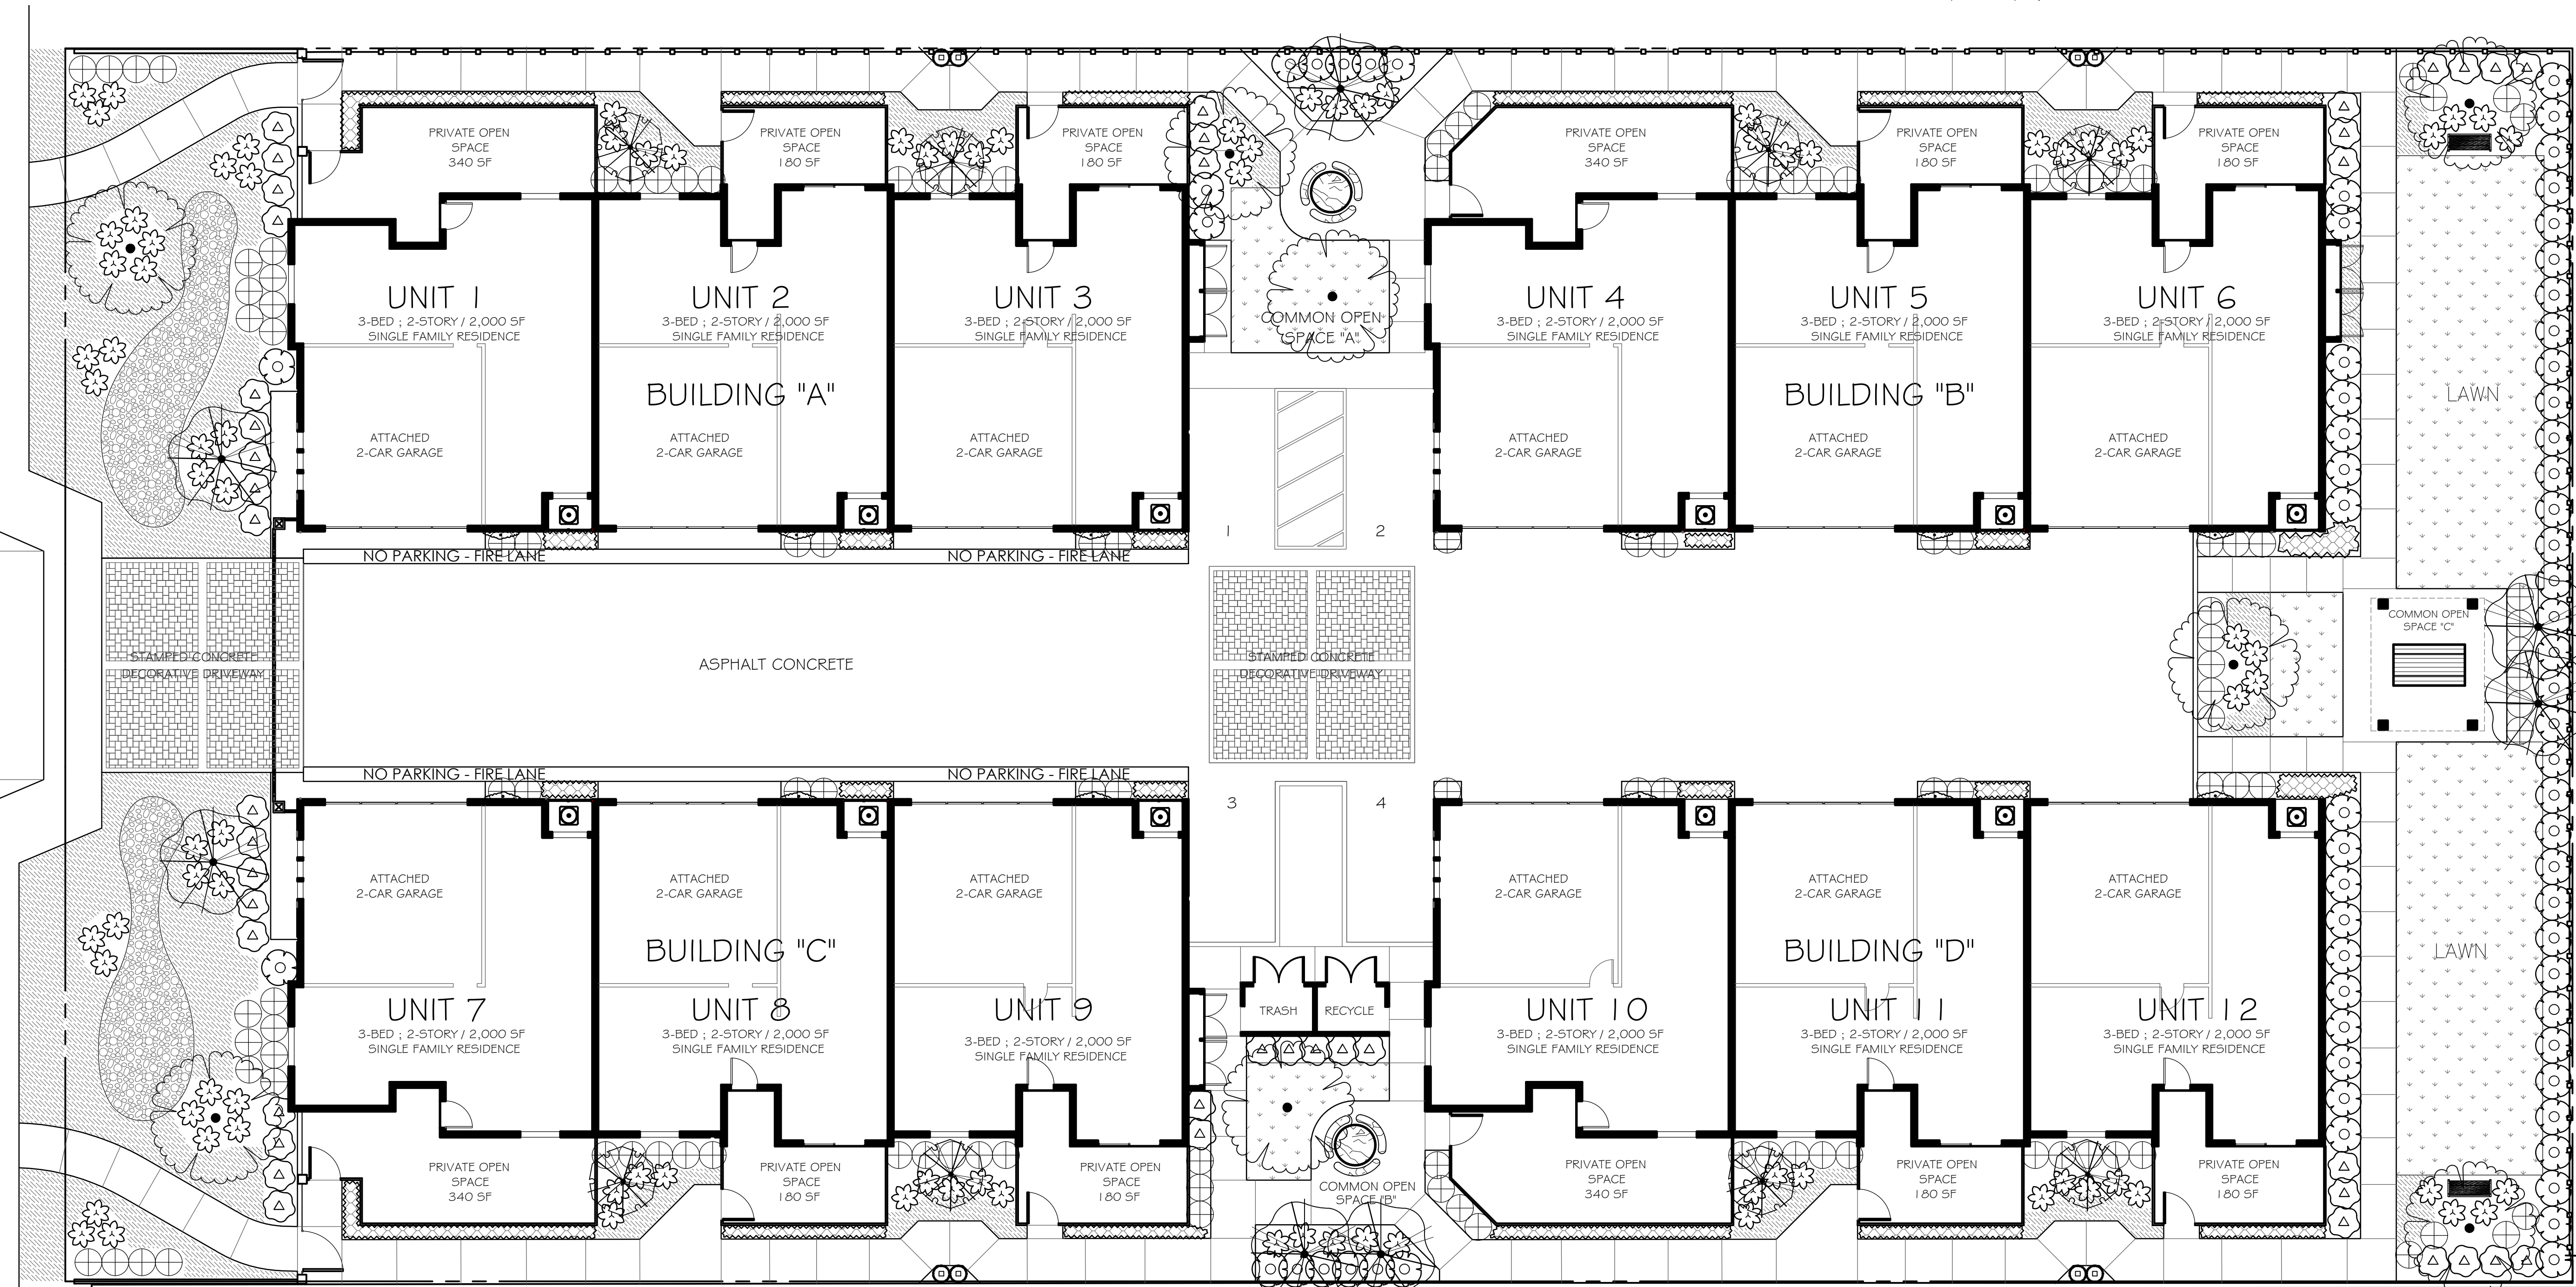 PRIVATE OPEN
SPACE
340 SF
PRIVATE OPEN
SPACE
180 SF
PRIVATE OPEN
SPACE
180 SF
PRIVATE OPEN
SPACE
340 SF
PRIVATE OPEN
SPACE
180 SF
PRIVATE OPEN
SPACE
180 SF
UNIT 1
3-BED ; 2-STORY / 2,000 SF
SINGLE FAMILY RESIDENCE
UNIT 2
3-BED ; 2-STORY / 2,000 SF
SINGLE FAMILY RESIDENCE
UNIT 3
3-BED ; 2-STORY / 2,000 SF
SINGLE FAMILY RESIDENCE
COMMON OPEN
SPACE "A"
UNIT 4
3-BED ; 2-STORY / 2,000 SF
SINGLE FAMILY RESIDENCE
UNIT 5
3-BED ; 2-STORY / 2,000 SF
SINGLE FAMILY RESIDENCE
UNIT 6
3-BED ; 2-STORY / 2,000 SF
SINGLE FAMILY RESIDENCE
BUILDING "A"
BUILDING "B"
LAWN
ATTACHED
2-CAR GARAGE
ATTACHED
2-CAR GARAGE
ATTACHED
2-CAR GARAGE
ATTACHED
2-CAR GARAGE
ATTACHED
2-CAR GARAGE
ATTACHED
2-CAR GARAGE
1
2
NO PARKING - FIRE LANE
NO PARKING - FIRE LANE
COMMON OPEN
SPACE "C"
STAMPED CONCRETE
DECORATIVE DRIVEWAY
ASPHALT CONCRETE
STAMPED CONCRETE
DECORATIVE DRIVEWAY
NO PARKING - FIRE LANE
NO PARKING - FIRE LANE
3
4
ATTACHED
2-CAR GARAGE
ATTACHED
2-CAR GARAGE
ATTACHED
2-CAR GARAGE
ATTACHED
2-CAR GARAGE
ATTACHED
2-CAR GARAGE
ATTACHED
2-CAR GARAGE
BUILDING "C"
BUILDING "D"
LAWN
UNIT 7
3-BED ; 2-STORY / 2,000 SF
SINGLE FAMILY RESIDENCE
UNIT 8
3-BED ; 2-STORY / 2,000 SF
SINGLE FAMILY RESIDENCE
UNIT 9
3-BED ; 2-STORY / 2,000 SF
SINGLE FAMILY RESIDENCE
TRASH
RECYCLE
UNIT 10
3-BED ; 2-STORY / 2,000 SF
SINGLE FAMILY RESIDENCE
UNIT 11
3-BED ; 2-STORY / 2,000 SF
SINGLE FAMILY RESIDENCE
UNIT 12
3-BED ; 2-STORY / 2,000 SF
SINGLE FAMILY RESIDENCE
PRIVATE OPEN
SPACE
340 SF
PRIVATE OPEN
SPACE
180 SF
PRIVATE OPEN
SPACE
180 SF
COMMON OPEN
SPACE "B"
PRIVATE OPEN
SPACE
340 SF
PRIVATE OPEN
SPACE
180 SF
PRIVATE OPEN
SPACE
180 SF